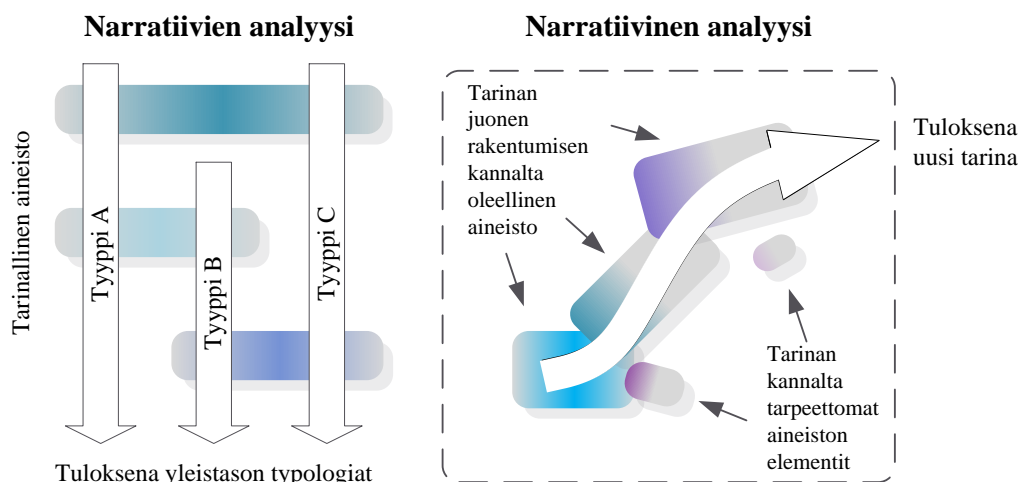 Narratiivien analyysi
Tarinallinen aineisto
Tyyppi A
Tyyppi B
Tyyppi C
Tuloksena yleistason typologiat
Narratiivinen analyysi
Tarinan
juonen
rakentumisen
kannalta
oleellinen
aineisto
Tuloksena
uusi tarina
Tarinan
kannalta
tarpeettomat
aineiston
elementit